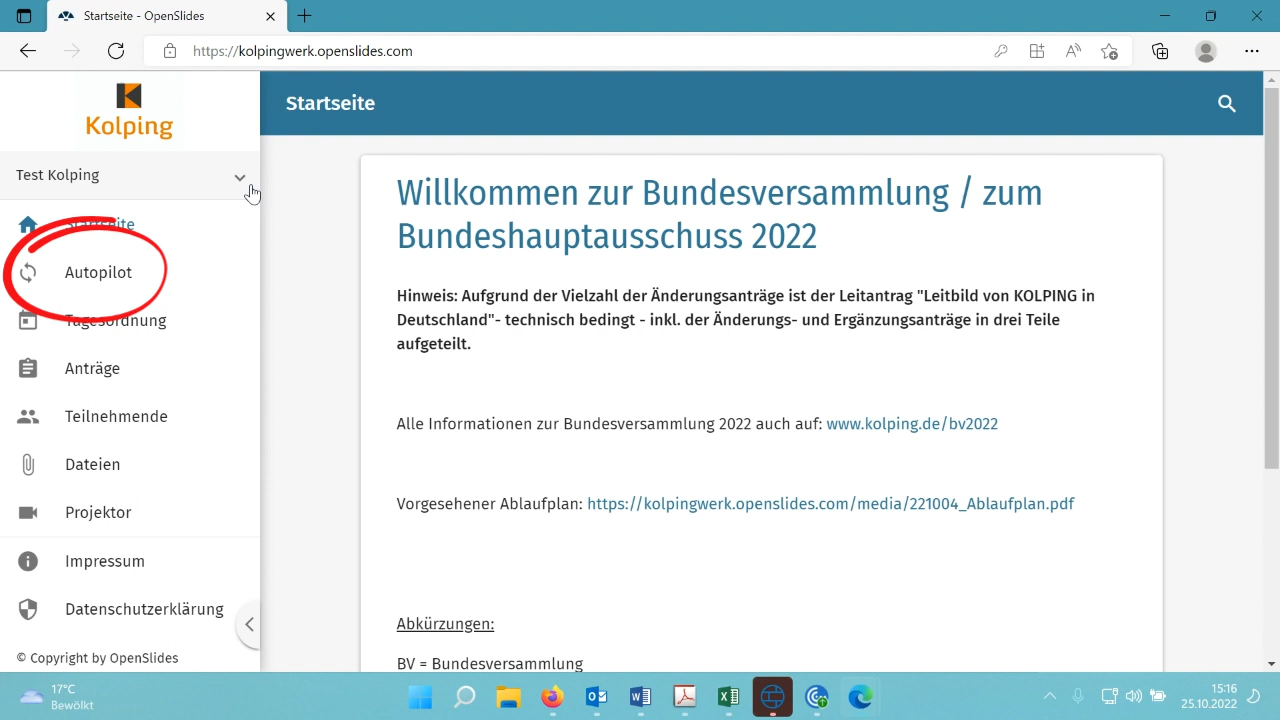 Startseite - OpenSlides
https://kolpingwerk.openslides.com
Kolping
Test Kolping
Startseite
Autopilot
Tagesordnung
Anträge
Teilnehmende
Dateien
Projektor
Impressum
Datenschutzerklärung
© Copyright by OpenSlides
Startseite
Willkommen zur Bundesversammlung / zum
Bundeshauptausschuss 2022
Hinweis: Aufgrund der Vielzahl der Änderungsanträge ist der Leitantrag "Leitbild von KOLPING in
Deutschland"- technisch bedingt - inkl. der Änderungs- und Ergänzungsanträge in drei Teile
aufgeteilt.
Alle Informationen zur Bundesversammlung 2022 auch auf: www.kolping.de/bv2022
Vorgesehener Ablaufplan: https://kolpingwerk.openslides.com/media/221004_Ablaufplan.pdf
Abkürzungen:
BV = Bundesversammlung
17°C
Bewölkt
15:16
25.10.2022